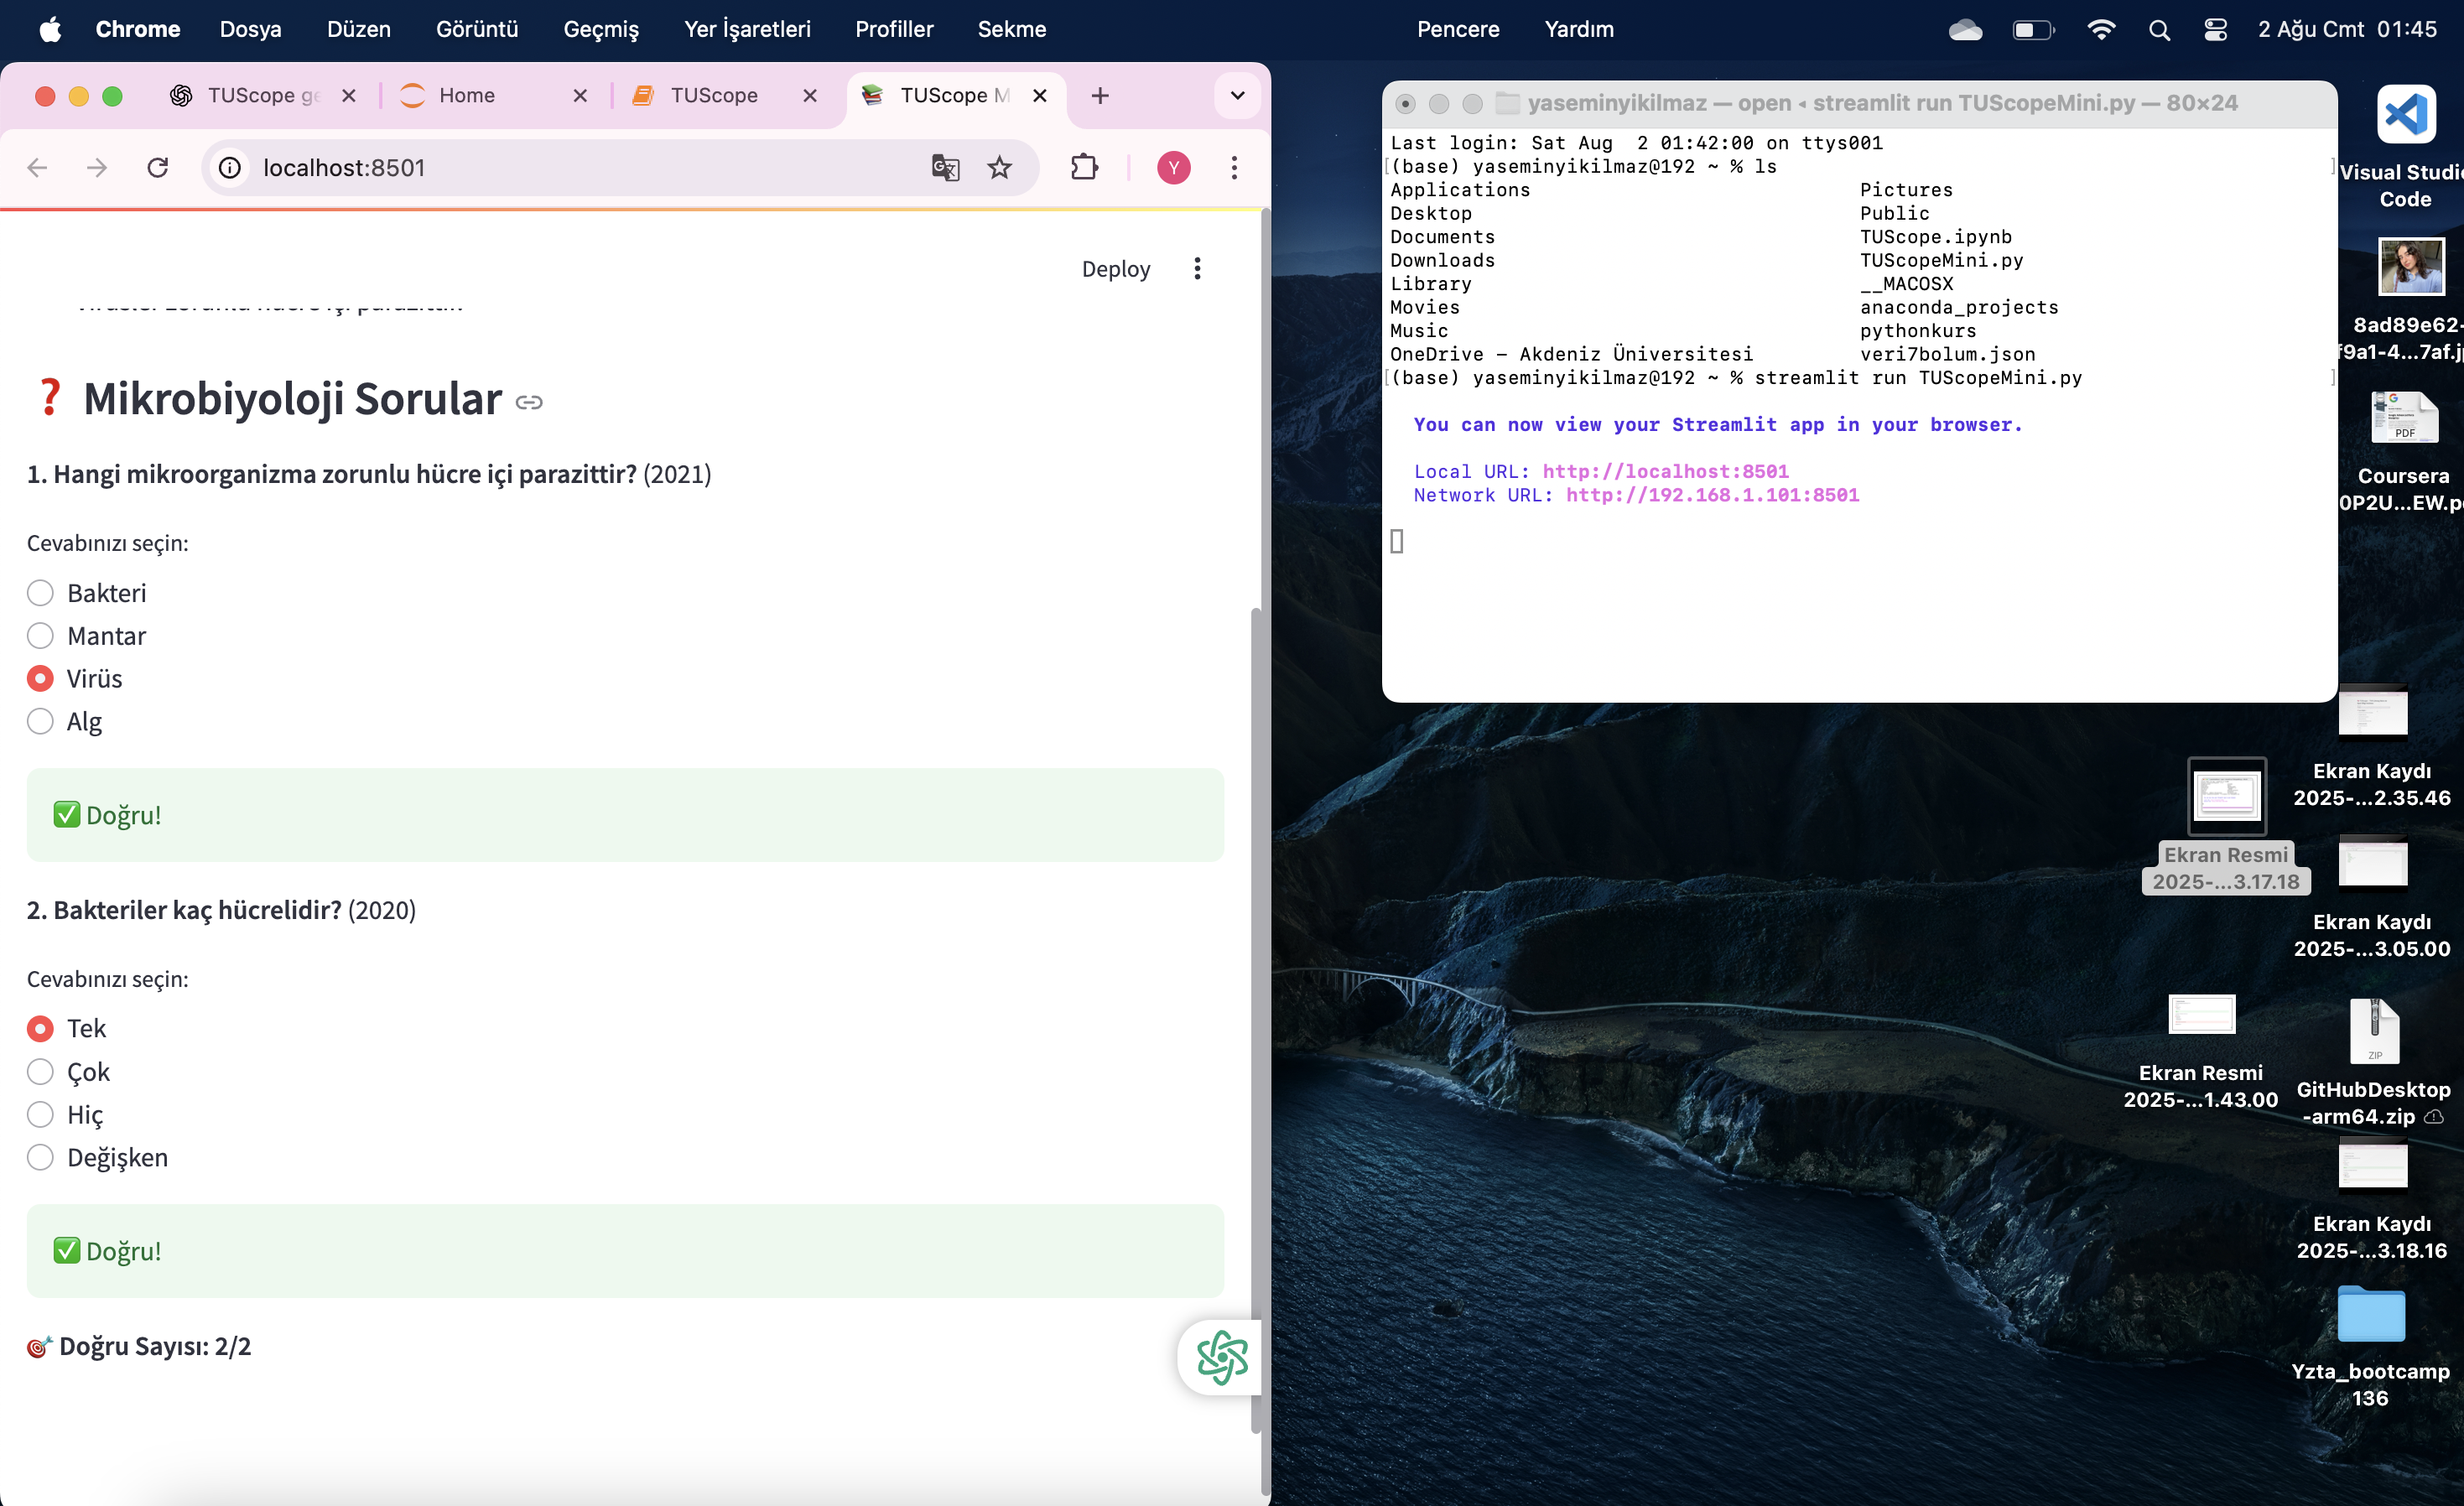 Chrome Dosya Düzen Görüntü Geçmiş Yer İşaretleri Profiller Sekme Pencere Yardım 2 Ağu Cmt 01:45
TUScope ge Home TUScope TUScope M
localhost:8501
Y
Deploy
Virüsler zorunlu hücre içi parazittir.
❓ Mikrobiyoloji Sorular
1. Hangi mikroorganizma zorunlu hücre içi parazittir? (2021)
Cevabınızı seçin:
Bakteri
Mantar
Virüs
Alg
✅ Doğru!
2. Bakteriler kaç hücrelidir? (2020)
Cevabınızı seçin:
Tek
Çok
Hiç
Değişken
✅ Doğru!
🎯 Doğru Sayısı: 2/2
yaseminyikilmaz — open ◂ streamlit run TUScopeMini.py — 80×24
Last login: Sat Aug  2 01:42:00 on ttys001
[(base) yaseminyikilmaz@192 ~ % ls ]
Applications Pictures
Desktop Public
Documents TUScope.ipynb
Downloads TUScopeMini.py
Library __MACOSX
Movies anaconda_projects
Music pythonkurs
OneDrive - Akdeniz Üniversitesi veri7bolum.json
[(base) yaseminyikilmaz@192 ~ % streamlit run TUScopeMini.py ]
You can now view your Streamlit app in your browser.
Local URL: http://localhost:8501
Network URL: http://192.168.1.101:8501
Visual Studi
Code
8ad89e62-
f9a1-4...7af.j
PDF
Coursera
0P2U...EW.p
Ekran Kaydı
2025-...2.35.46
Ekran Resmi
2025-...3.17.18
Ekran Kaydı
2025-...3.05.00
Ekran Resmi
2025-...1.43.00
ZIP
GitHubDesktop
-arm64.zip
Ekran Kaydı
2025-...3.18.16
Yzta_bootcamp
136